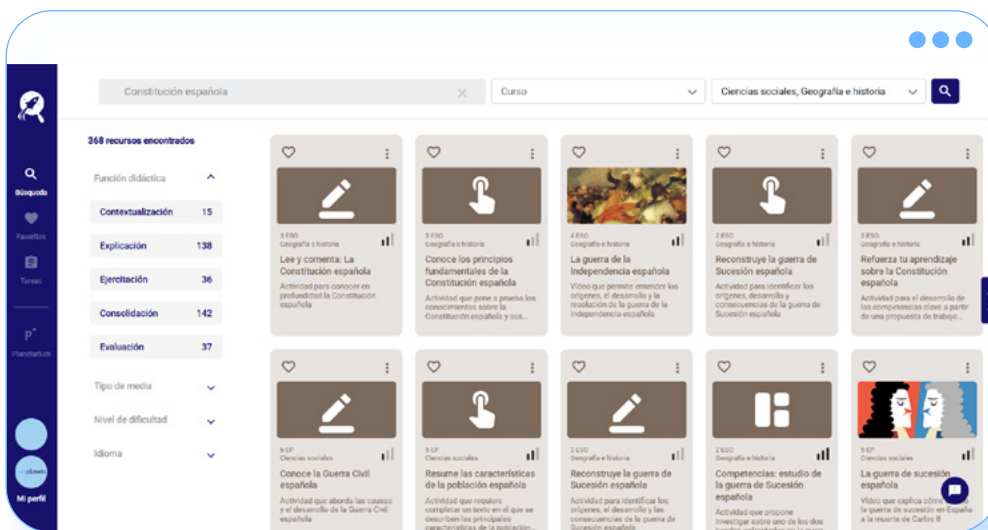 Constitución española
Curso
Ciencias sociales, Geografía e historia
Búsqueda
Favoritos
Tareas
P+
Planetarium
Mi perfil
368 recursos encontrados
Función didáctica
Contextualización 15
Explicación 138
Ejercitación 36
Consolidación 142
Evaluación 37
Tipo de media
Nivel de dificultad
Idioma
3 ESO
Geografía e historia
Lee y comenta: La
Constitución española
Actividad para conocer en
profundidad la Constitución
española
3 ESO
Geografía e historia
Conoce los principios
fundamentales de la
Constitución española
Actividad que pone a prueba los
conocimientos sobre la
Constitución española y sus...
4 ESO
Geografía e historia
La guerra de la
Independencia española
Vídeo que permite entender los
orígenes, el desarrollo y la
resolución de la guerra de la
Independencia española
2 ESO
Geografía e historia
Reconstruye la guerra de
Sucesión española
Actividad para identificar los
orígenes, desarrollo y
consecuencias de la guerra de
Sucesión española
3 ESO
Geografía e historia
Refuerza tu aprendizaje
sobre la Constitución
española
Actividad para el desarrollo de
las competencias clave a partir
de una propuesta de trabajo...
6 EP
Ciencias sociales
Conoce la Guerra Civil
española
Actividad que aborda las causas
y el desarrollo de la Guerra Civil
española
5 EP
Ciencias sociales
Resume las características
de la población española
Actividad que requiere
completar un texto en el que se
describen las principales
características de la población...
2 ESO
Geografía e historia
Reconstruye la guerra de
Sucesión española
Actividad para identificar los
orígenes, el desarrollo y las
consecuencias de la guerra de
Sucesión española
2 ESO
Geografía e historia
Competencias: estudio de
la guerra de Sucesión
española
Actividad que propone
investigar sobre uno de los dos
5 EP
Ciencias sociales
La guerra de sucesión
española
Vídeo que explica cómo
la guerra de sucesión en España
a la muerte de Carlos II